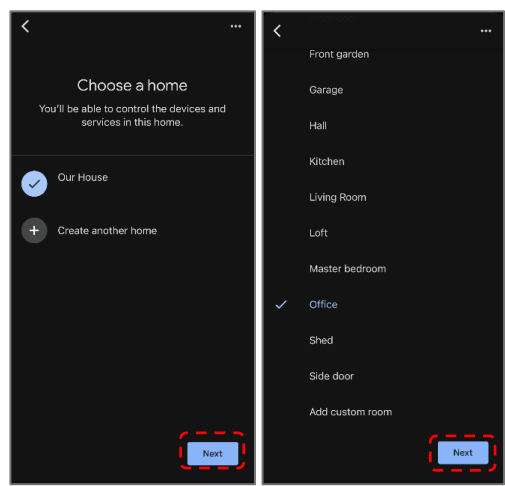 Choose a home
You'll be able to control the devices and
services in this home.
Our House
Create another home
Next
Front garden
Garage
Hall
Kitchen
Living Room
Loft
Master bedroom
Office
Shed
Side door
Add custom room
Next